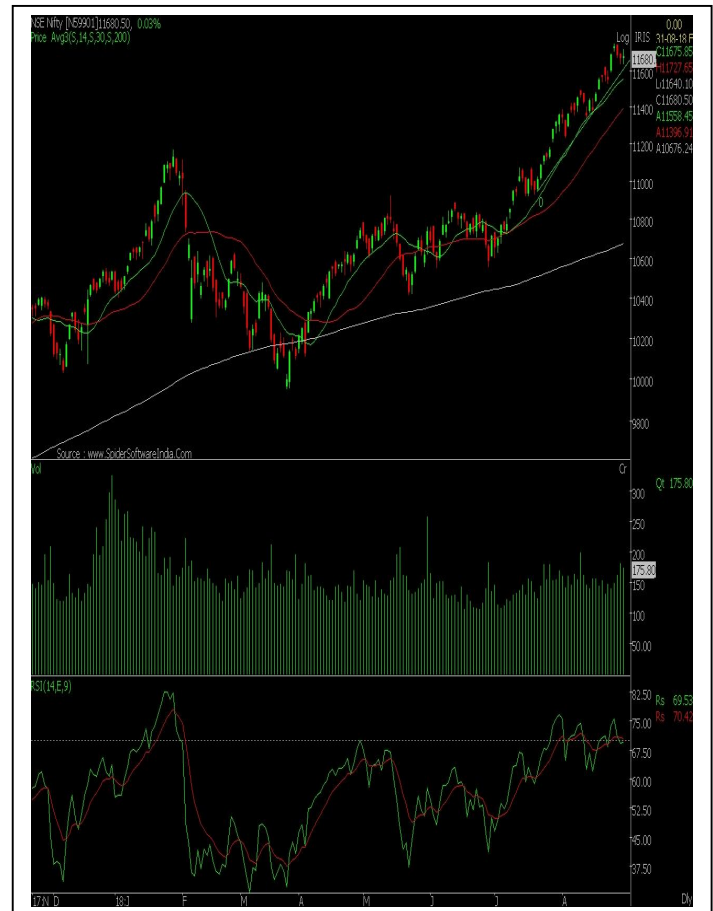 NSE Nifty [N59901]11680.50, 0.03%
Price Avg3(S,14,S,30,S,200)
Log
IRIS
0.00
31-08-18 F
O11675.85
H11727.65
L11640.10
C11680.50
A11558.45
A11396.91
A10676.24
11680.
11600
11400
11200
11000
10800
10600
10400
10200
10000
9800
0
Source : www.SpiderSoftwareIndia.Com
Vol
Cr
Qt 175.80
300
250
200
175.80
150
100
50.00
RSI(14,E,9)
Rs 69.53
Rs 70.42
82.50
75.00
67.50
60.00
52.50
45.00
37.50
17:N D 18:J F M A M J J A
Dly